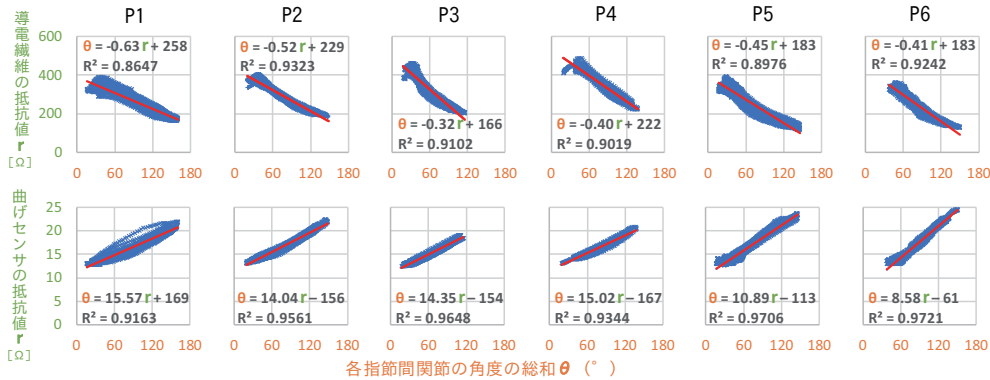 P1 P2 P3 P4 P5 P6
導電繊維の抵抗値 r [Ω]
600
400
200
0
θ = -0.63 r + 258
R² = 0.8647
θ = -0.52 r + 229
R² = 0.9323
θ = -0.32 r + 166
R² = 0.9102
θ = -0.40 r + 222
R² = 0.9019
θ = -0.45 r + 183
R² = 0.8976
θ = -0.41 r + 183
R² = 0.9242
0 60 120 180 0 60 120 180 0 60 120 180 0 60 120 180 0 60 120 180 0 60 120 180
曲げセンサの抵抗値 r [Ω]
25
20
15
10
5
0
θ = 15.57 r + 169
R² = 0.9163
θ = 14.04 r − 156
R² = 0.9561
θ = 14.35 r − 154
R² = 0.9648
θ = 15.02 r − 167
R² = 0.9344
θ = 10.89 r − 113
R² = 0.9706
θ = 8.58 r − 61
R² = 0.9721
0 60 120 180 0 60 120 180 0 60 120 180 0 60 120 180 0 60 120 180 0 60 120 180
各指節間関節の角度の総和 θ （°）